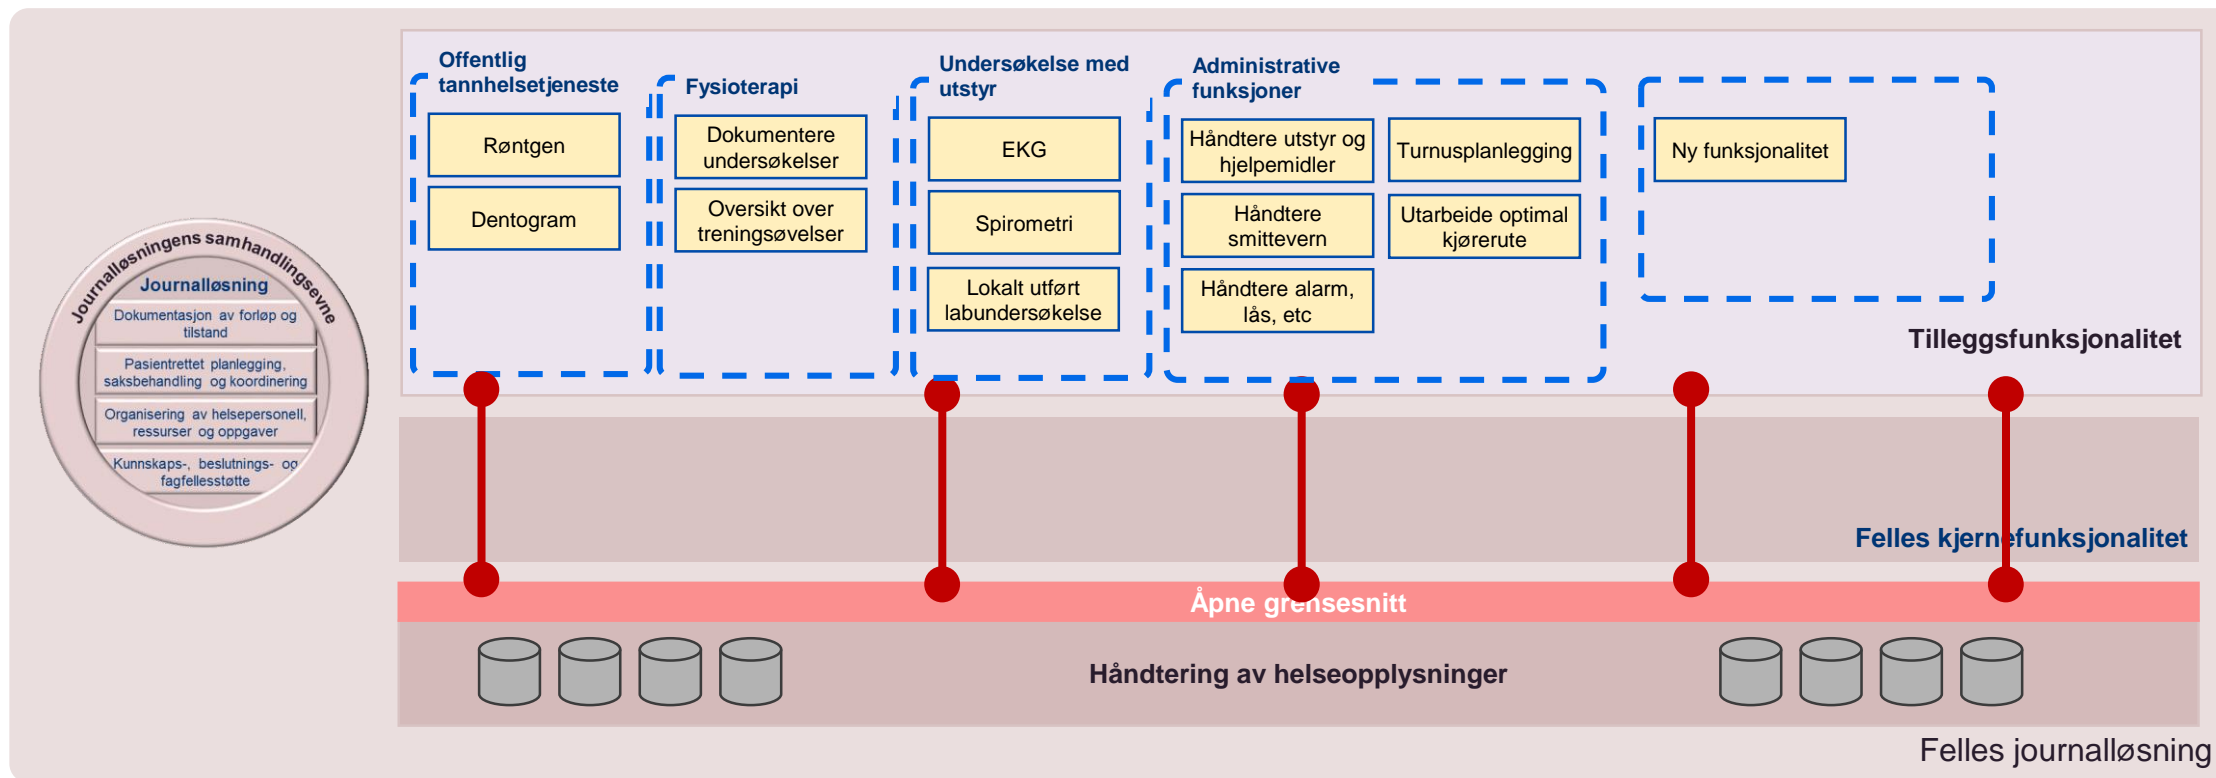 Journalløsningens samhandlingsevne
Journalløsning
Dokumentasjon av forløp og
tilstand
Pasientrettet planlegging,
saksbehandling og koordinering
Organisering av helsepersonell,
ressurser og oppgaver
Kunnskaps-, beslutnings- og
fagfellesstøtte
Offentlig
tannhelsetjeneste
Røntgen
Dentogram
Fysioterapi
Dokumentere
undersøkelser
Oversikt over
treningsøvelser
Undersøkelse med
utstyr
EKG
Spirometri
Lokalt utført
labundersøkelse
Administrative
funksjoner
Håndtere utstyr og
hjelpemidler
Turnusplanlegging
Håndtere
smittevern
Utarbeide optimal
kjørerute
Håndtere alarm,
lås, etc
Ny funksjonalitet
Tilleggsfunksjonalitet
Felles kjernefunksjonalitet
Åpne grensesnitt
Håndtering av helseopplysninger
Felles journalløsning